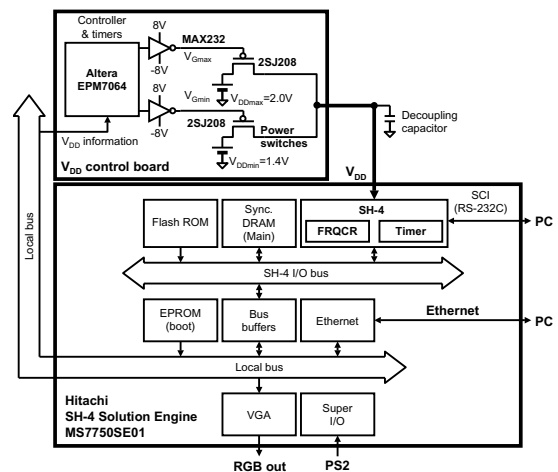 Controller
& timers
Altera
EPM7064
8V
MAX232
-8V
V_Gmax
2SJ208
V_DDmax=2.0V
8V
V_Gmin
-8V
2SJ208
Power
switches
V_DDmin=1.4V
V_DD information
V_DD control board
Decoupling
capacitor
V_DD
Local bus
Flash ROM
Sync.
DRAM
(Main)
SH-4
FRQCR
Timer
SCI
(RS-232C)
PC
SH-4 I/O bus
EPROM
(boot)
Bus
buffers
Ethernet
Ethernet
PC
Local bus
Hitachi
SH-4 Solution Engine
MS7750SE01
VGA
Super
I/O
RGB out
PS2